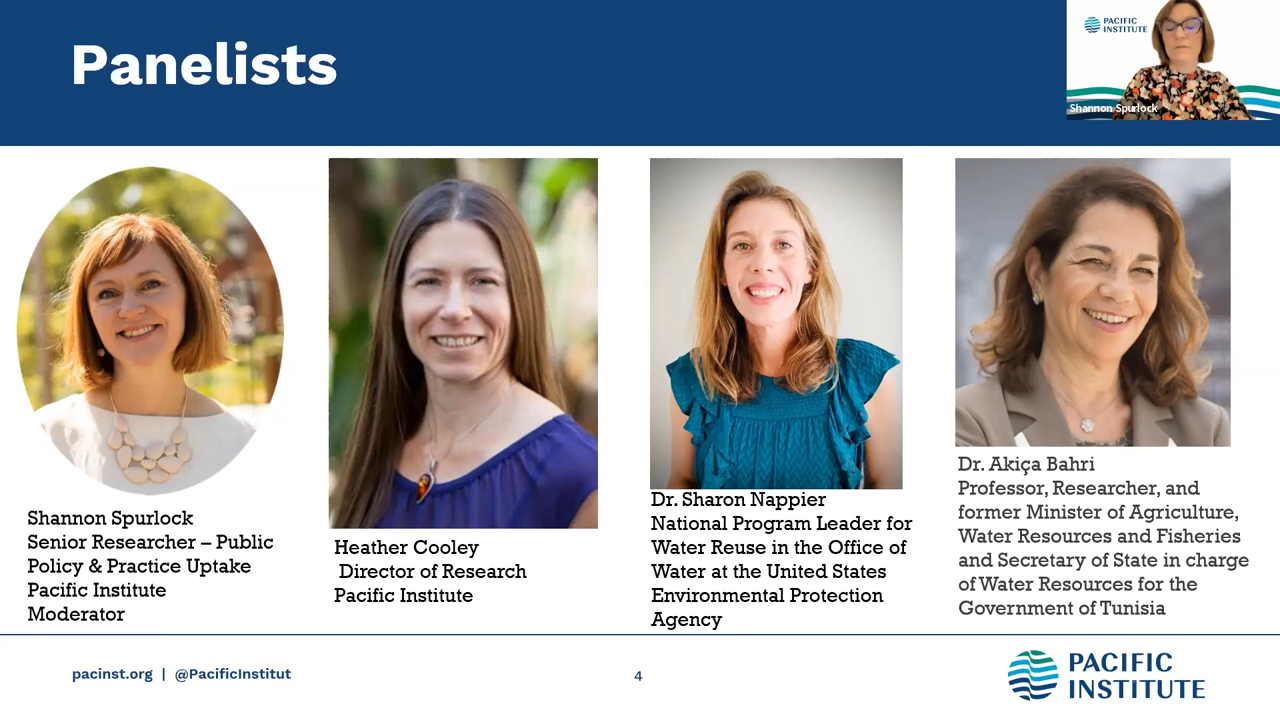 Panelists
PACIFIC
INSTITUTE
Shannon Spurlock
Shannon Spurlock
Senior Researcher – Public
Policy & Practice Uptake
Pacific Institute
Moderator
Heather Cooley
Director of Research
Pacific Institute
Dr. Sharon Nappier
National Program Leader for
Water Reuse in the Office of
Water at the United States
Environmental Protection
Agency
Dr. Akiça Bahri
Professor, Researcher, and
former Minister of Agriculture,
Water Resources and Fisheries
and Secretary of State in charge
of Water Resources for the
Government of Tunisia
pacinst.org | @PacificInstitut
4
PACIFIC
INSTITUTE